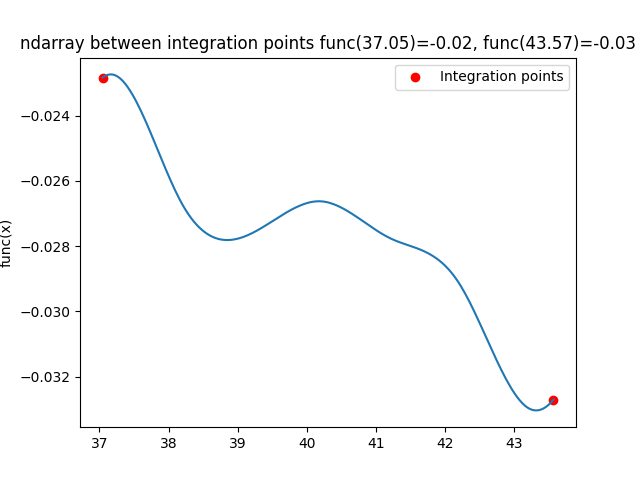 ndarray between integration points func(37.05)=-0.02, func(43.57)=-0.03
Integration points
func(x)
−0.024
−0.026
−0.028
−0.030
−0.032
37 38 39 40 41 42 43